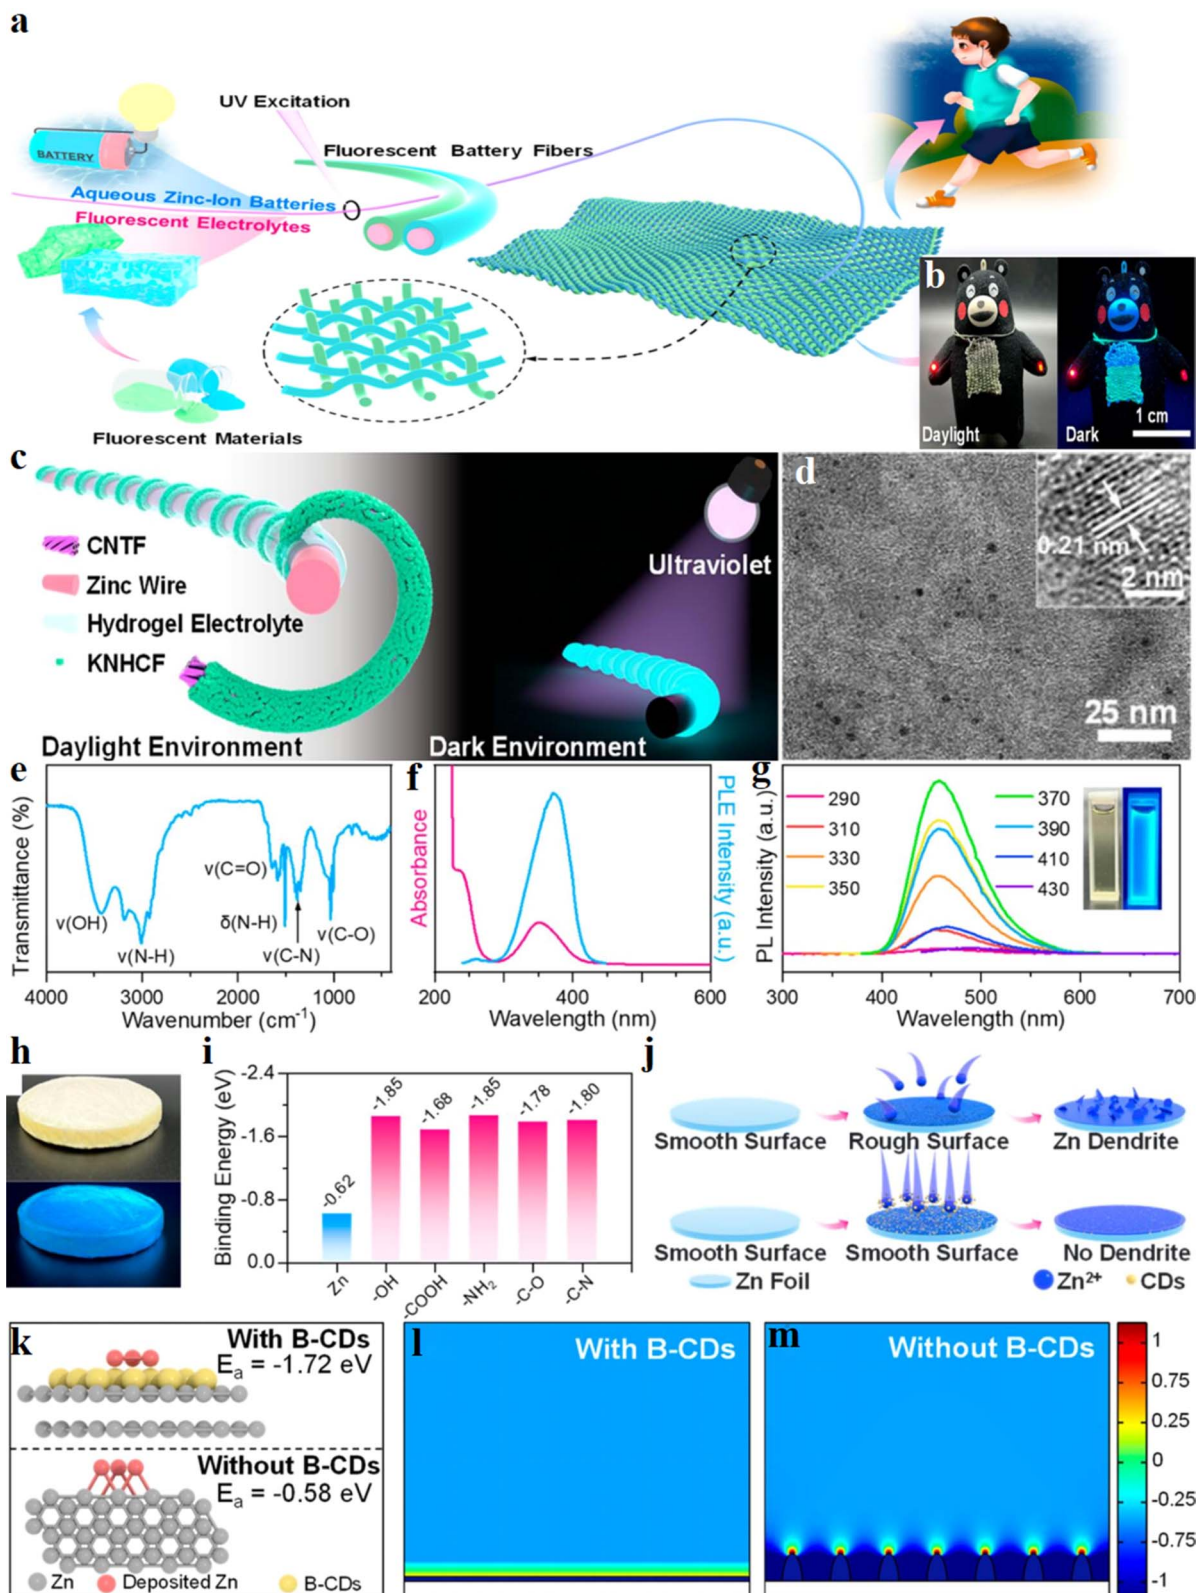 a
UV Excitation
Fluorescent Battery Fibers
BATTERY
Aqueous Zinc-Ion Batteries
Fluorescent Electrolytes
Fluorescent Materials
b
Daylight
Dark
1 cm
c
CNTF
Zinc Wire
Hydrogel Electrolyte
KNHCF
Ultraviolet
Daylight Environment
Dark Environment
d
0.21 nm
2 nm
25 nm
e
Transmittance (%)
ν(OH)
ν(N-H)
ν(C=O)
δ(N-H)
ν(C-N)
ν(C-O)
4000 3000 2000 1000
Wavenumber (cm⁻¹)
f
Absorbance
PLE Intensity (a.u.)
200 400 600
Wavelength (nm)
g
PL Intensity (a.u.)
290
310
330
350
370
390
410
430
300 400 500 600 700
Wavelength (nm)
h
i
Binding Energy (eV)
-2.4
-1.6
-0.8
0.0
-0.62
-1.85
-1.68
-1.85
-1.78
-1.80
Zn
-OH
-COOH
-NH₂
-C-O
-C-N
j
Smooth Surface Rough Surface Zn Dendrite
Smooth Surface Smooth Surface No Dendrite
Zn Foil Zn²⁺ CDs
k
With B-CDs
Eₐ = -1.72 eV
Without B-CDs
Eₐ = -0.58 eV
Zn Deposited Zn B-CDs
l
With B-CDs
m
Without B-CDs
1
0.75
0.25
0
-0.25
-0.75
-1